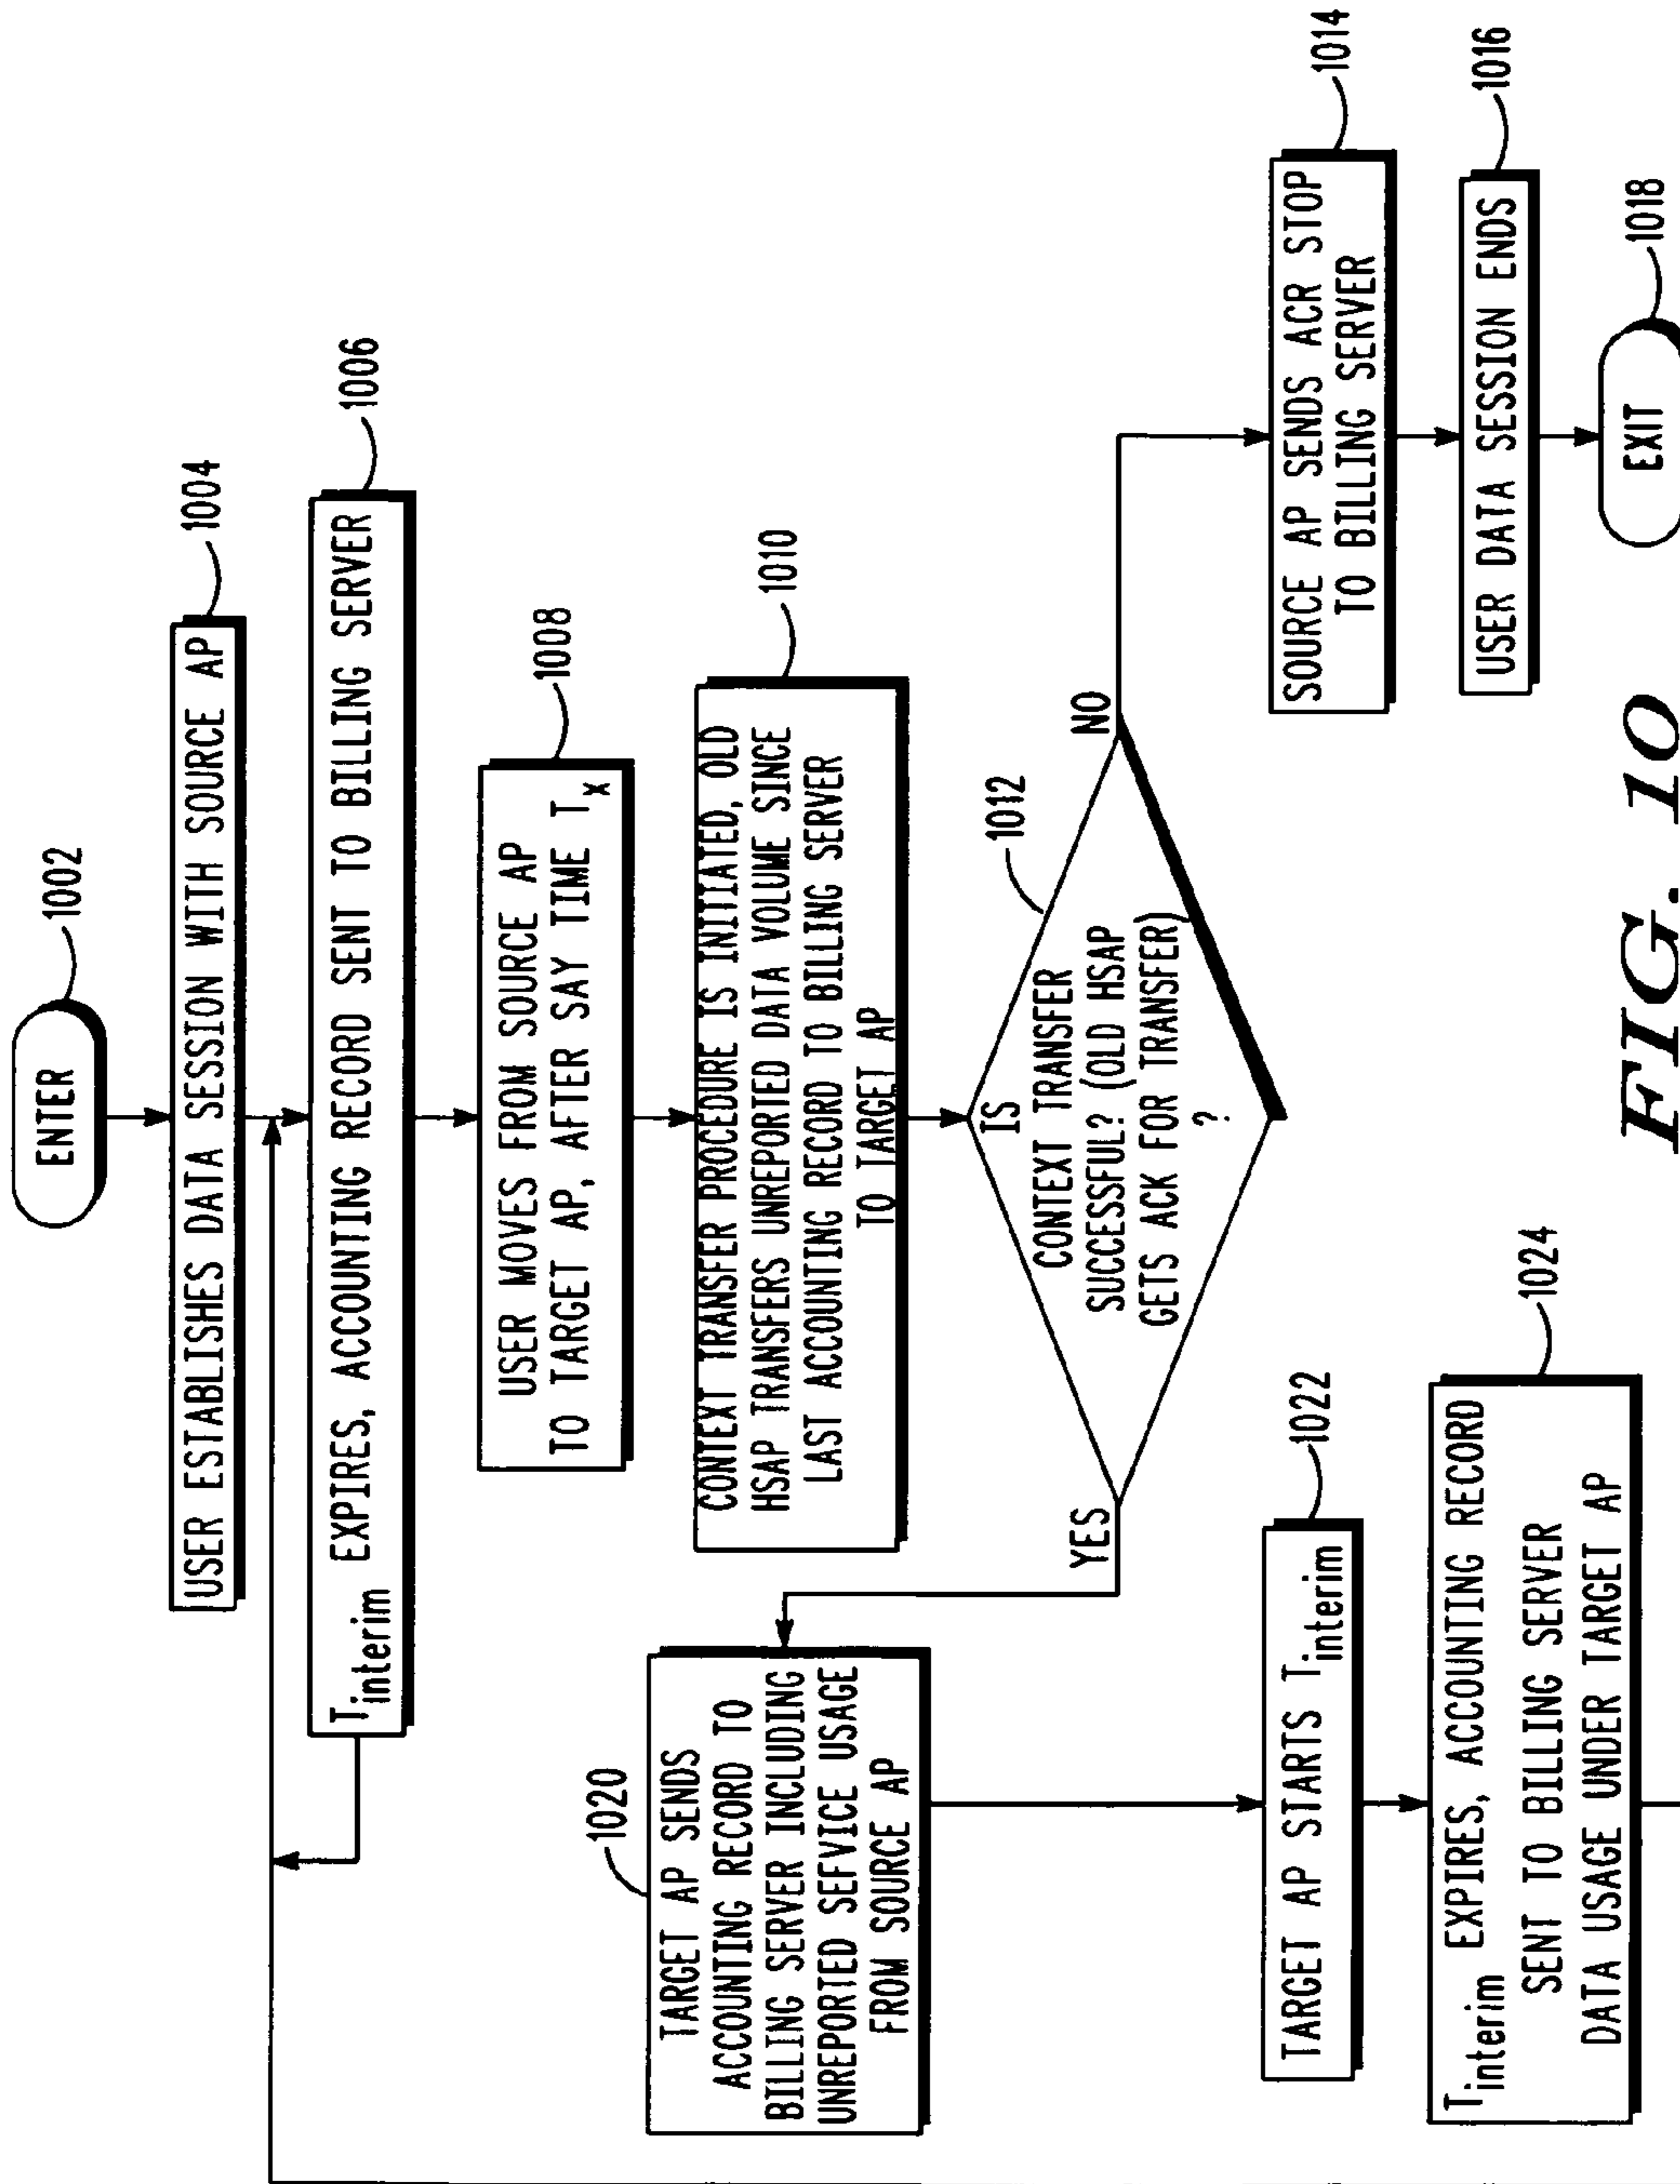 ENTER
1002
USER ESTABLISHES DATA SESSION WITH SOURCE AP
1004
Tinterim EXPIRES, ACCOUNTING RECORD SENT TO BILLING SERVER
1006
USER MOVES FROM SOURCE AP
TO TARGET AP, AFTER SAY TIME Tx
1008
CONTEXT TRANSFER PROCEDURE IS INITIATED, OLD
HSAP TRANSFERS UNREPORTED DATA VOLUME SINCE
LAST ACCOUNTING RECORD TO BILLING SERVER
TO TARGET AP
1010
IS
CONTEXT TRANSFER
SUCCESSFUL? (OLD HSAP
GETS ACK FOR TRANSFER)
?
1012
NO
SOURCE AP SENDS ACR STOP
TO BILLING SERVER
1014
USER DATA SESSION ENDS
1016
EXIT
1018
YES
1020
TARGET AP SENDS
ACCOUNTING RECORD TO
BILLING SERVER INCLUDING
UNREPORTED SEFVICE USAGE
FROM SOURCE AP
TARGET AP STARTS Tinterim
1022
Tinterim EXPIRES, ACCOUNTING RECORD
SENT TO BILLING SERVER
DATA USAGE UNDER TARGET AP
1024
FIG. 10